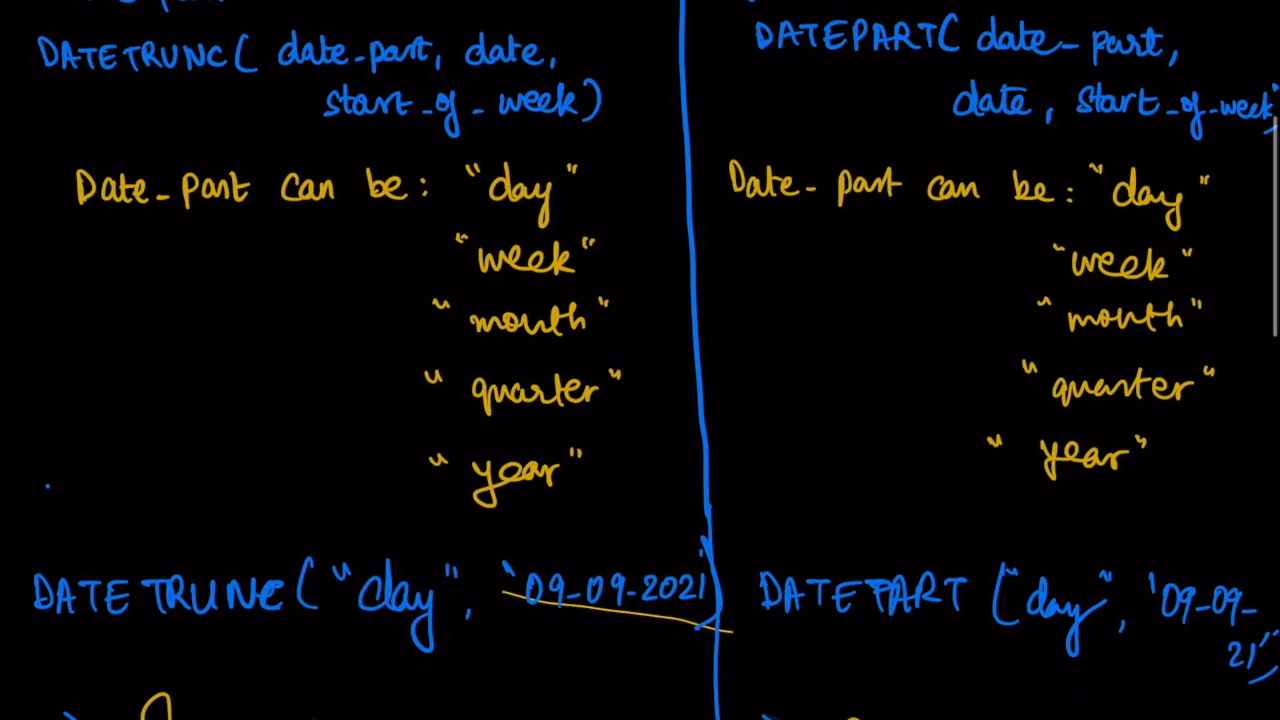 DATETRUNC( date-part, date,
start-of-week)
Date-part can be: "day"
"week"
"month"
"quarter"
"year"
DATETRUNC("day", '09-09-2021')
DATEPART( date-part,
date, start-of-week)
Date-part can be: "day"
"week"
"month"
"quarter"
"year"
DATEPART ("day", '09-09-
21')